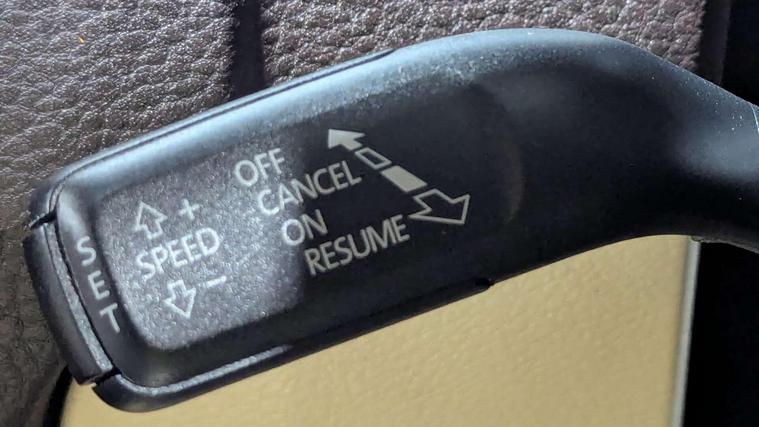 SET
+
SPEED
-
OFF
CANCEL
ON
RESUME